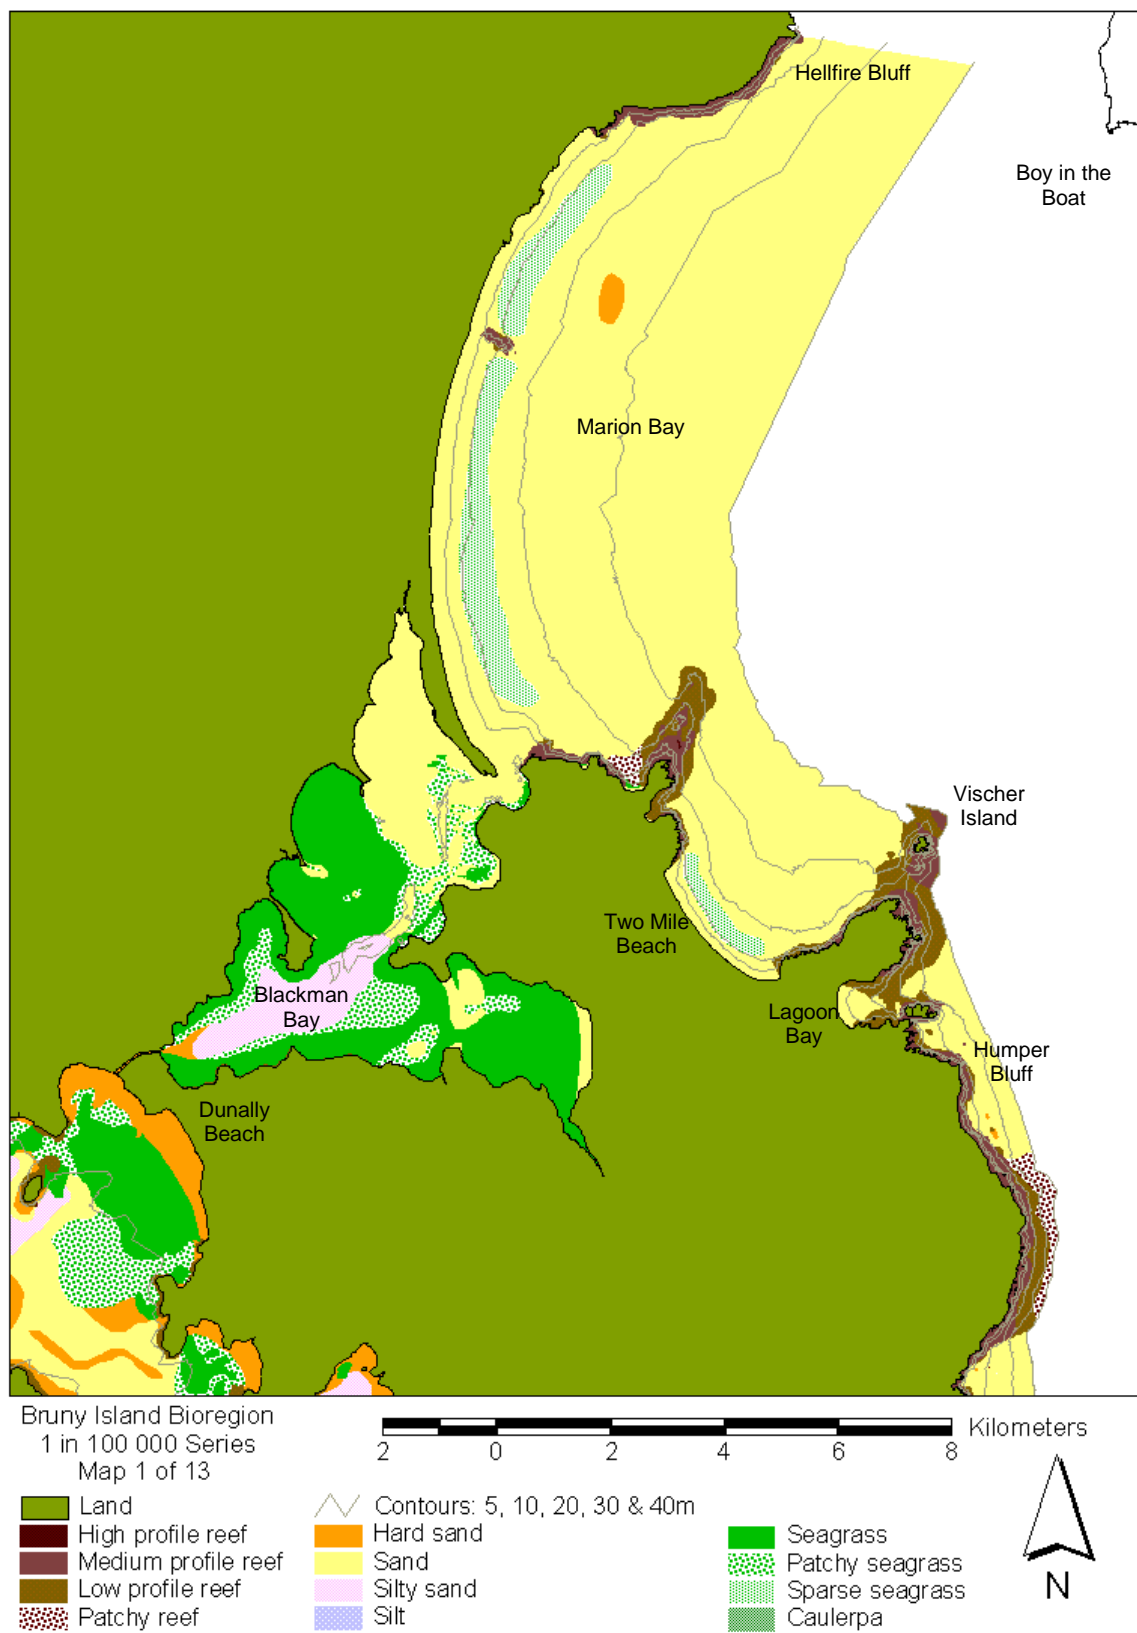 Hellfire Bluff
Boy in the
Boat
Marion Bay
Vischer
Island
Two Mile
Beach
Blackman
Bay
Lagoon
Bay
Humper
Bluff
Dunally
Beach
Bruny Island Bioregion
1 in 100 000 Series
Map 1 of 13
2 0 2 4 6 8 Kilometers
Land
High profile reef
Medium profile reef
Low profile reef
Patchy reef
Contours: 5, 10, 20, 30 & 40m
Hard sand
Sand
Silty sand
Silt
Seagrass
Patchy seagrass
Sparse seagrass
Caulerpa
N